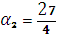 α₂ = 27/4